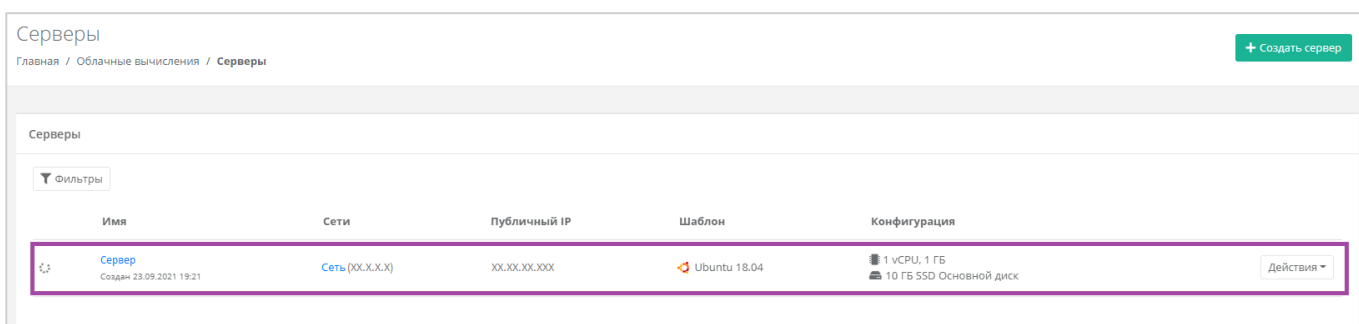 Серверы
Главная / Облачные вычисления / Серверы
+ Создать сервер
Серверы
Фильтры
Имя Сети Публичный IP Шаблон Конфигурация
Сервер Сеть (XX.X.X.X) XX.XX.XX.XXX Ubuntu 18.04 1 vCPU, 1 ГБ Действия
Создан 23.09.2021 19:21 10 ГБ SSD Основной диск